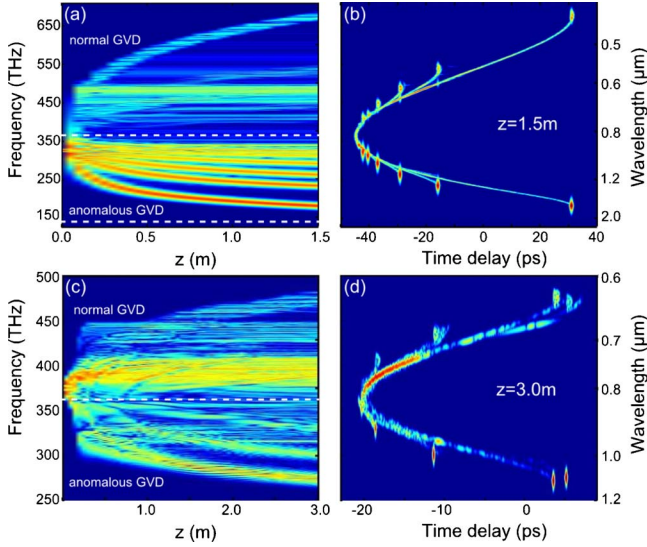 (a)
normal GVD
anomalous GVD
650
550
450
350
250
150
Frequency (THz)
0.0
0.5
1.0
1.5
z (m)
(b)
z=1.5m
0.5
0.6
0.8
1.2
2.0
Wavelength (µm)
-40
-20
0
20
40
Time delay (ps)
(c)
normal GVD
anomalous GVD
500
450
400
350
300
250
Frequency (THz)
1.0
2.0
3.0
z (m)
(d)
z=3.0m
0.6
0.7
0.8
1.0
1.2
Wavelength (µm)
-20
-10
0
Time delay (ps)